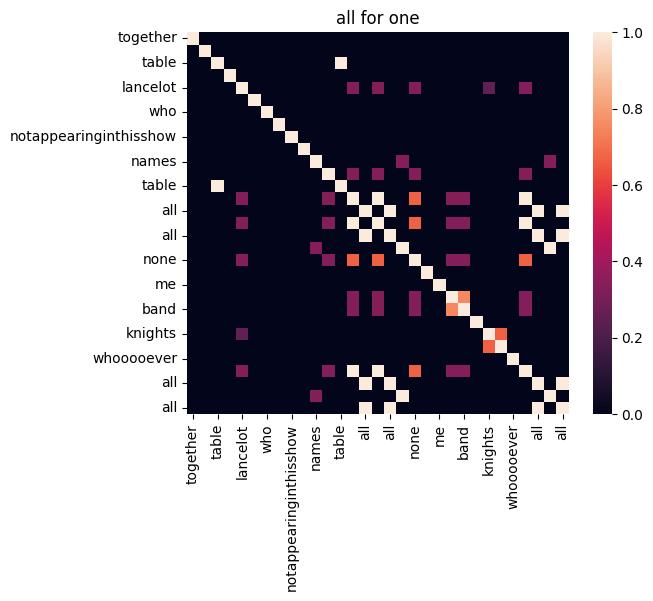 all for one
together
table
lancelot
who
notappearinginthisshow
names
table
all
all
none
me
band
knights
whooooever
all
all
1.0
0.8
0.6
0.4
0.2
0.0
together
table
lancelot
who
notappearinginthisshow
names
table
all
all
none
me
band
knights
whooooever
all
all